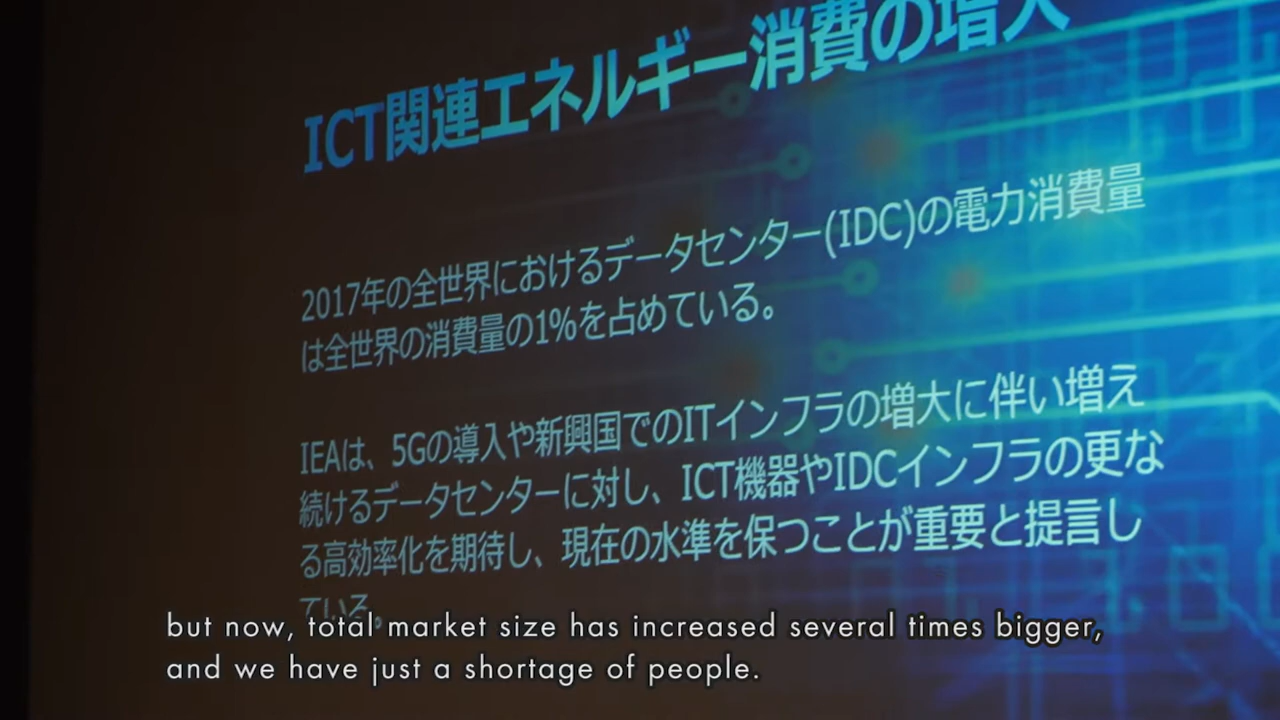 ICT関連エネルギー消費の増大
2017年の全世界におけるデータセンター(IDC)の電力消費量
は全世界の消費量の1%を占めている。
IEAは、5Gの導入や新興国でのITインフラの増大に伴い増え
続けるデータセンターに対し、ICT機器やIDCインフラの更な
る高効率化を期待し、現在の水準を保つことが重要と提言し
ている。
but now, total market size has increased several times bigger,
and we have just a shortage of people.